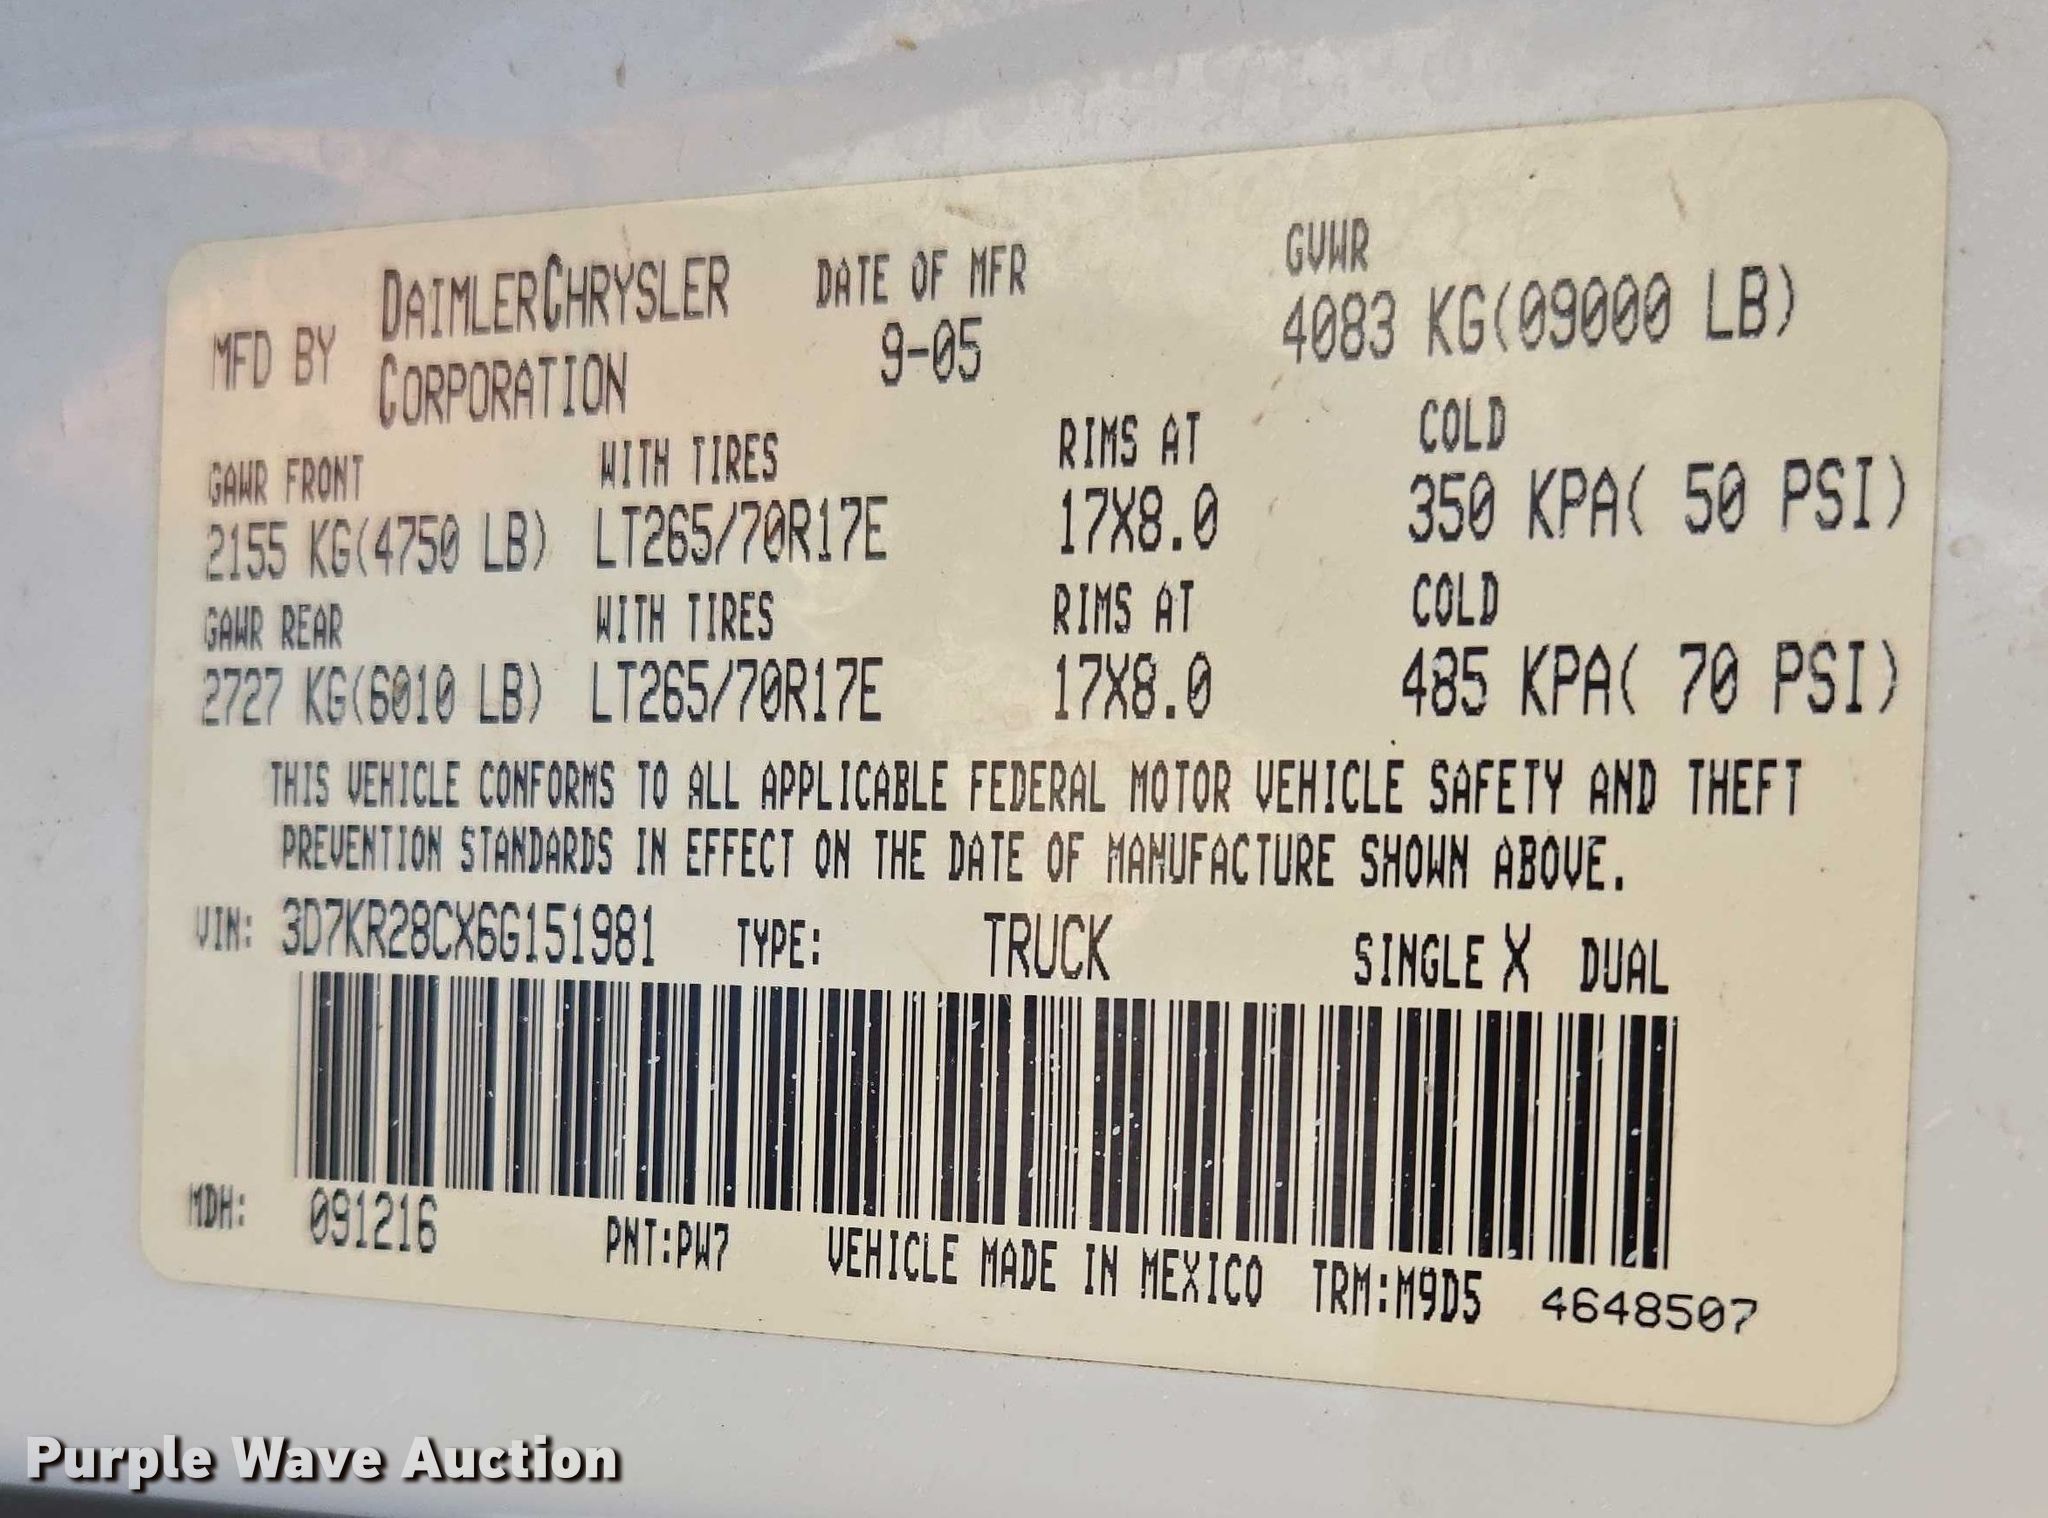 MFD BY DAIMLERCHRYSLER CORPORATION DATE OF MFR 9-05 GVWR 4083 KG(09000 LB)
GAWR FRONT WITH TIRES RIMS AT COLD
2155 KG(4750 LB) LT265/70R17E 17X8.0 350 KPA( 50 PSI)
GAWR REAR WITH TIRES RIMS AT COLD
2727 KG(6010 LB) LT265/70R17E 17X8.0 485 KPA( 70 PSI)
THIS VEHICLE CONFORMS TO ALL APPLICABLE FEDERAL MOTOR VEHICLE SAFETY AND THEFT
PREVENTION STANDARDS IN EFFECT ON THE DATE OF MANUFACTURE SHOWN ABOVE.
VIN: 3D7KR28CX6G151981 TYPE: TRUCK SINGLE X DUAL
MDH: 091216 PNT:PW7 VEHICLE MADE IN MEXICO TRM:M9D5 4648507
Purple Wave Auction